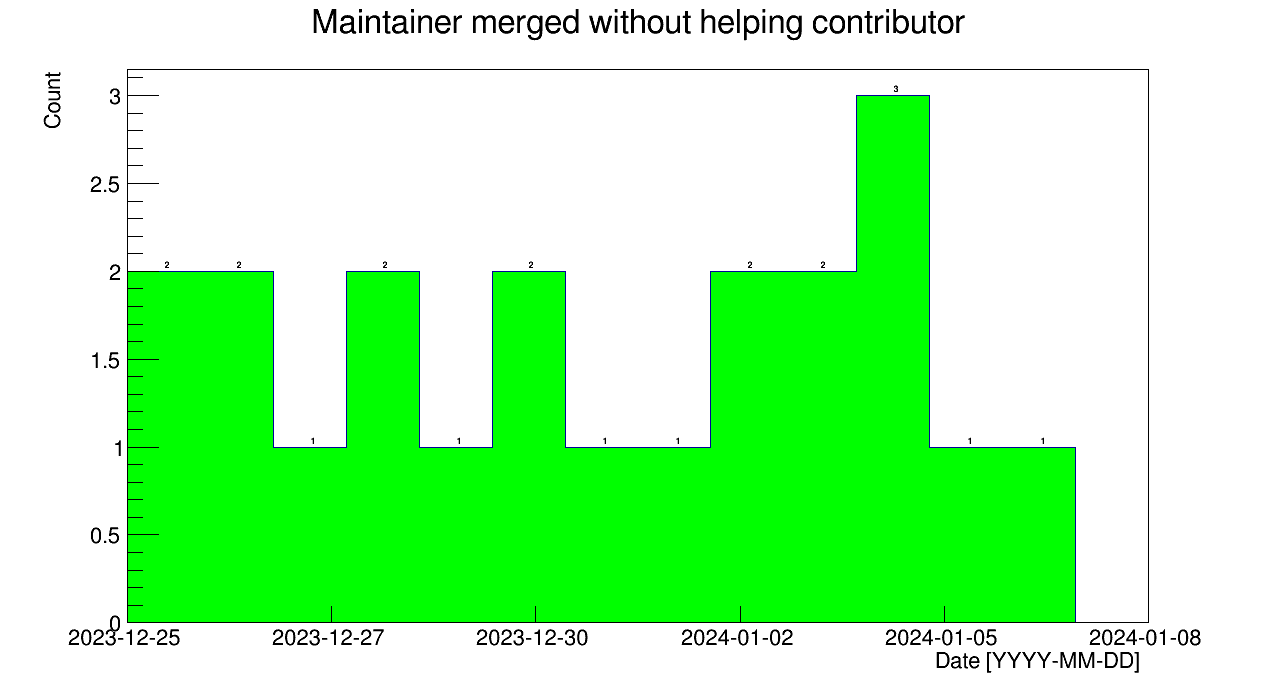 Maintainer merged without helping contributor
Count
3
2.5
2
1.5
1
0.5
0
2 2 1 2 1 2 1 1 2 2 3 1 1
2023-12-25 2023-12-27 2023-12-30 2024-01-02 2024-01-05 2024-01-08
Date [YYYY-MM-DD]